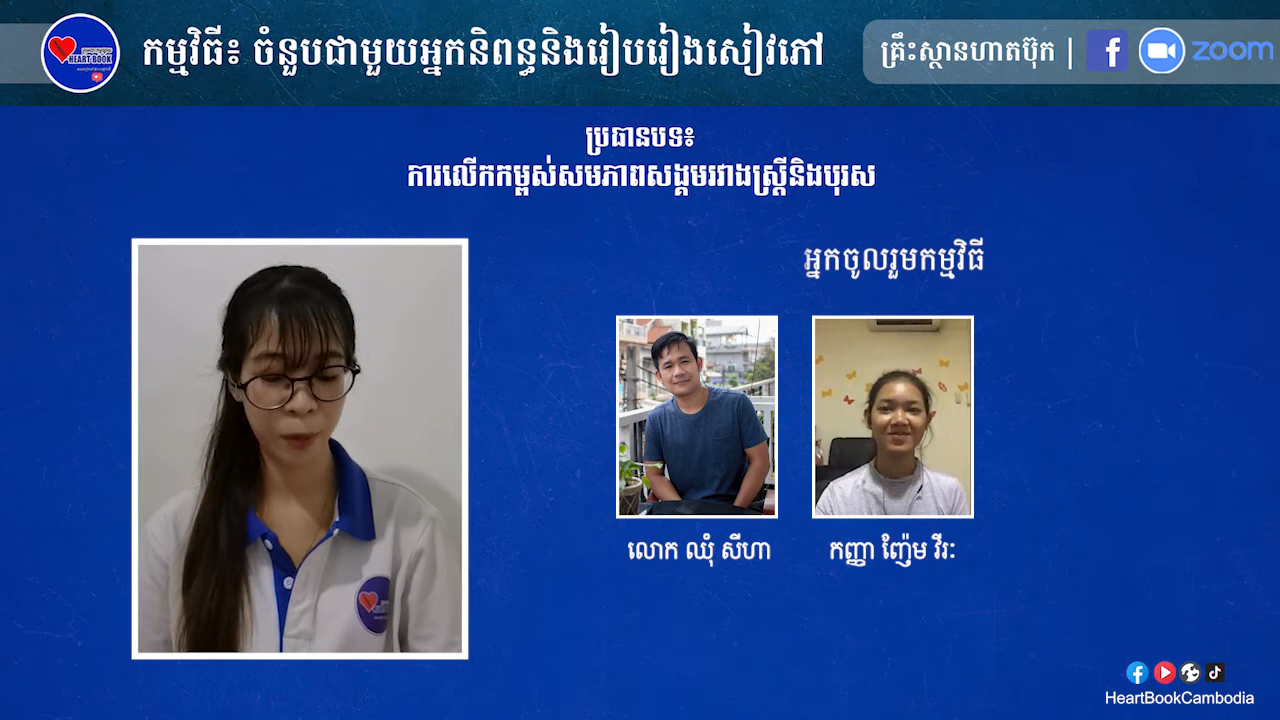 HEART BOOK
កម្មវិធី៖ ចំនួបជាមួយអ្នកនិពន្ធនិងរៀបរៀងសៀវភៅ
គ្រឹះស្ថានហាតប៊ុក |
zoom
ប្រធានបទ៖
ការលើកកម្ពស់សមភាពសង្គមរវាងស្ត្រីនិងបុរស
អ្នកចូលរួមកម្មវិធី
លោក ឈុំ សីហា
កញ្ញា ញ៉ែម វីរៈ
HeartBookCambodia